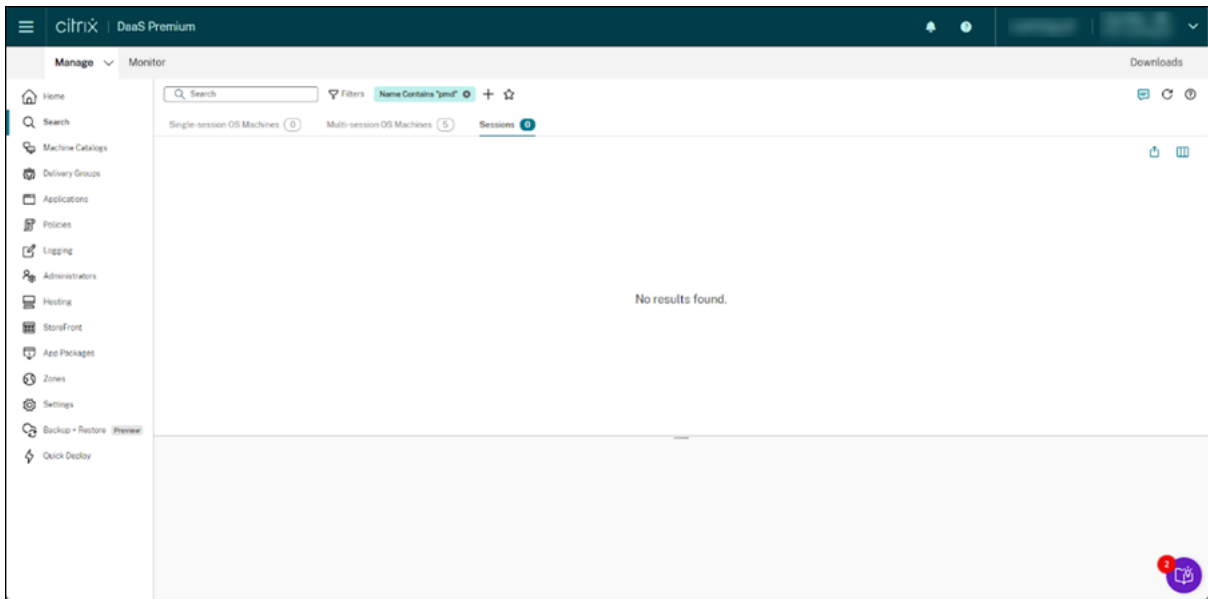 citrix | DaaS Premium
Manage Monitor Downloads
Home
Search
Machine Catalogs
Delivery Groups
Applications
Policies
Logging
Administrators
Hosting
StoreFront
App Packages
Zones
Settings
Backup + Restore Preview
Quick Deploy
Search Filters Name Contains "pmd"
Single-session OS Machines 0 Multi-session OS Machines 5 Sessions 0
No results found.
2